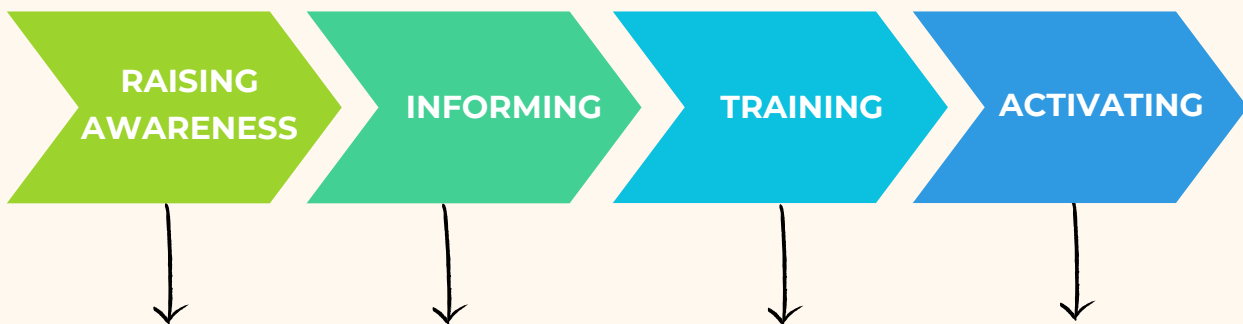 RAISING
AWARENESS
INFORMING
TRAINING
ACTIVATING